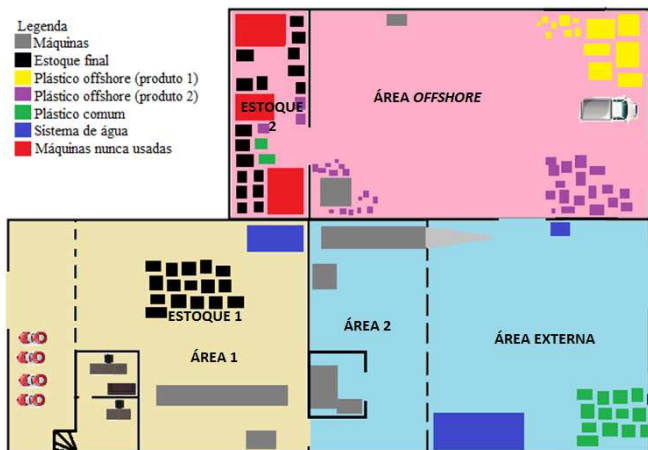 Legenda
Máquinas
Estoque final
Plástico offshore (produto 1)
Plástico offshore (produto 2)
Plástico comum
Sistema de água
Máquinas nunca usadas
ESTOQUE
2
ÁREA OFFSHORE
ESTOQUE 1
ÁREA 1
ÁREA 2
ÁREA EXTERNA